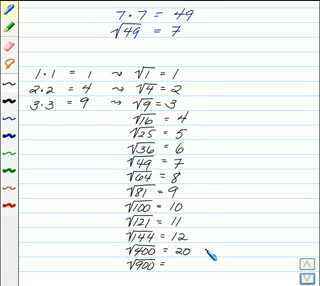 7 · 7 = 49
√49 = 7
1 · 1 = 1 ⤳ √1 = 1
2 · 2 = 4 ⤳ √4 = 2
3 · 3 = 9 ⤳ √9 = 3
√16 = 4
√25 = 5
√36 = 6
√49 = 7
√64 = 8
√81 = 9
√100 = 10
√121 = 11
√144 = 12
√400 = 20
√900 =